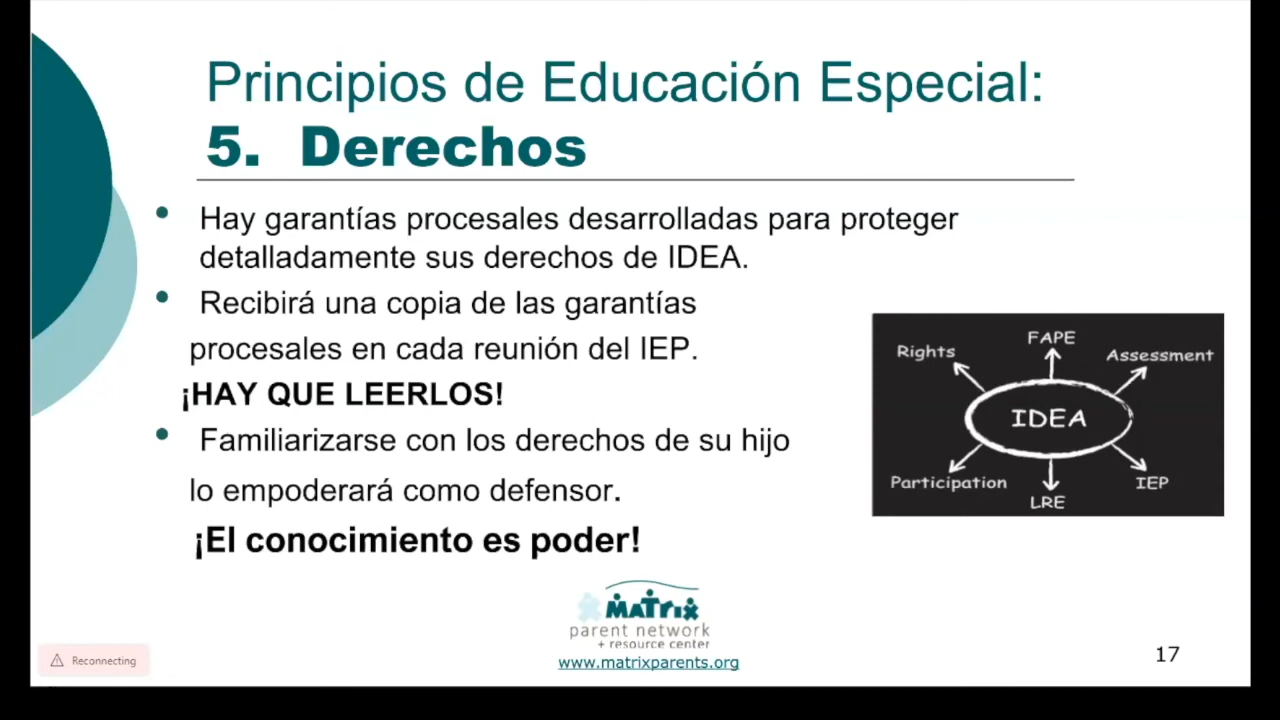 Principios de Educación Especial:
5. Derechos
• Hay garantías procesales desarrolladas para proteger
detalladamente sus derechos de IDEA.
• Recibirá una copia de las garantías
procesales en cada reunión del IEP.
¡HAY QUE LEERLOS!
• Familiarizarse con los derechos de su hijo
lo empoderará como defensor.
¡El conocimiento es poder!
Rights
FAPE
Assessment
IDEA
Participation
LRE
IEP
MATRIX
parent network
+ resource center
www.matrixparents.org
17
Reconnecting